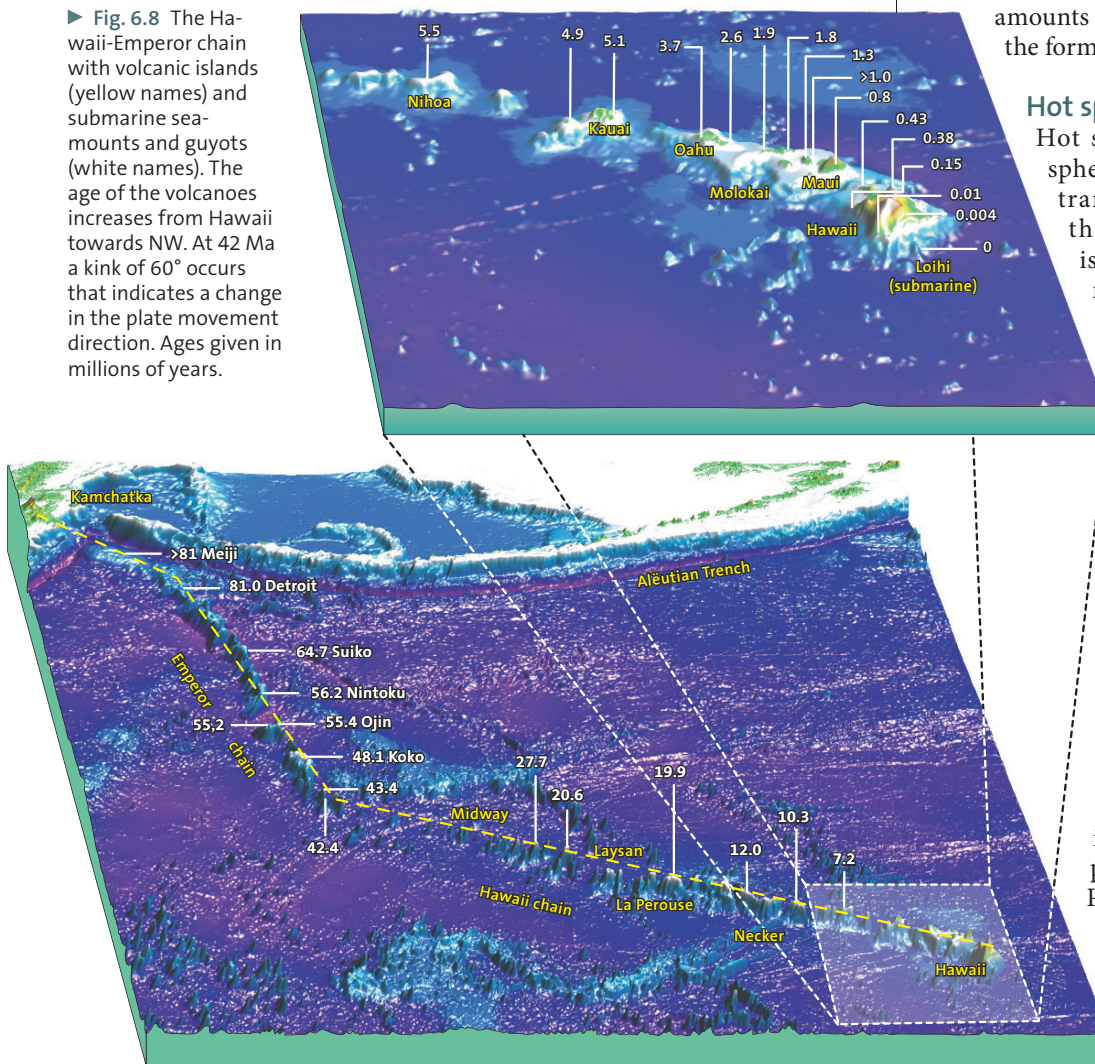 ► Fig. 6.8 The Ha-
waii-Emperor chain
with volcanic islands
(yellow names) and
submarine sea-
mounts and guyots
(white names). The
age of the volcanoes
increases from Hawaii
towards NW. At 42 Ma
a kink of 60° occurs
that indicates a change
in the plate movement
direction. Ages given in
millions of years.
5.5
4.9
5.1
3.7
2.6
1.9
1.8
1.3
>1.0
0.8
0.43
0.38
0.15
0.01
0.004
0
Nihoa
Kauai
Oahu
Molokai
Maui
Hawaii
Loihi
(submarine)
amounts
the form
Hot sp
Hot s
sphe
tran
th
is
Kamchatka
>81 Meiji
81.0 Detroit
Alëutian Trench
64.7 Suiko
56.2 Nintoku
Emperor
chain
55,2
55.4 Ojin
48.1 Koko
43.4
42.4
27.7
20.6
19.9
12.0
10.3
7.2
Midway
Laysan
Hawaii chain
La Perouse
Necker
Hawaii